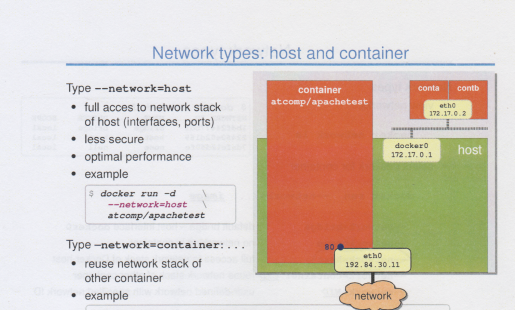 Network types: host and container
Type --network=host
• full acces to network stack
of host (interfaces, ports)
• less secure
• optimal performance
• example
$ docker run -d \
--network=host \
atcomp/apachetest
Type –network=container:...
• reuse network stack of
other container
• example
container
atcomp/apachetest
conta contb
eth0
172.17.0.2
docker0
172.17.0.1
host
80
eth0
192.84.30.11
network